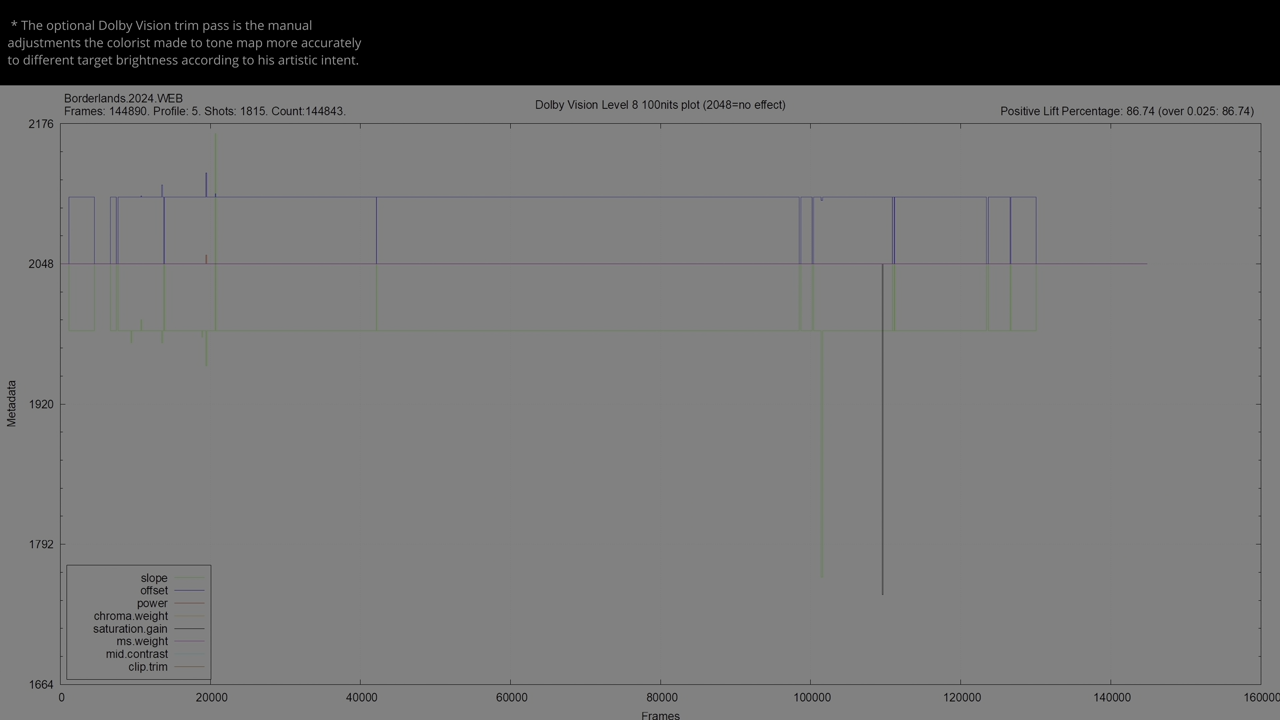 * The optional Dolby Vision trim pass is the manual
adjustments the colorist made to tone map more accurately
to different target brightness according to his artistic intent.
Borderlands.2024.WEB
Frames: 144890. Profile: 5. Shots: 1815. Count:144843.
Dolby Vision Level 8 100nits plot (2048=no effect)
Positive Lift Percentage: 86.74 (over 0.025: 86.74)
2176
2048
1920
1792
1664
Metadata
slope
offset
power
chroma.weight
saturation.gain
ms.weight
mid.contrast
clip.trim
0 20000 40000 60000 80000 100000 120000 140000 160000
Frames